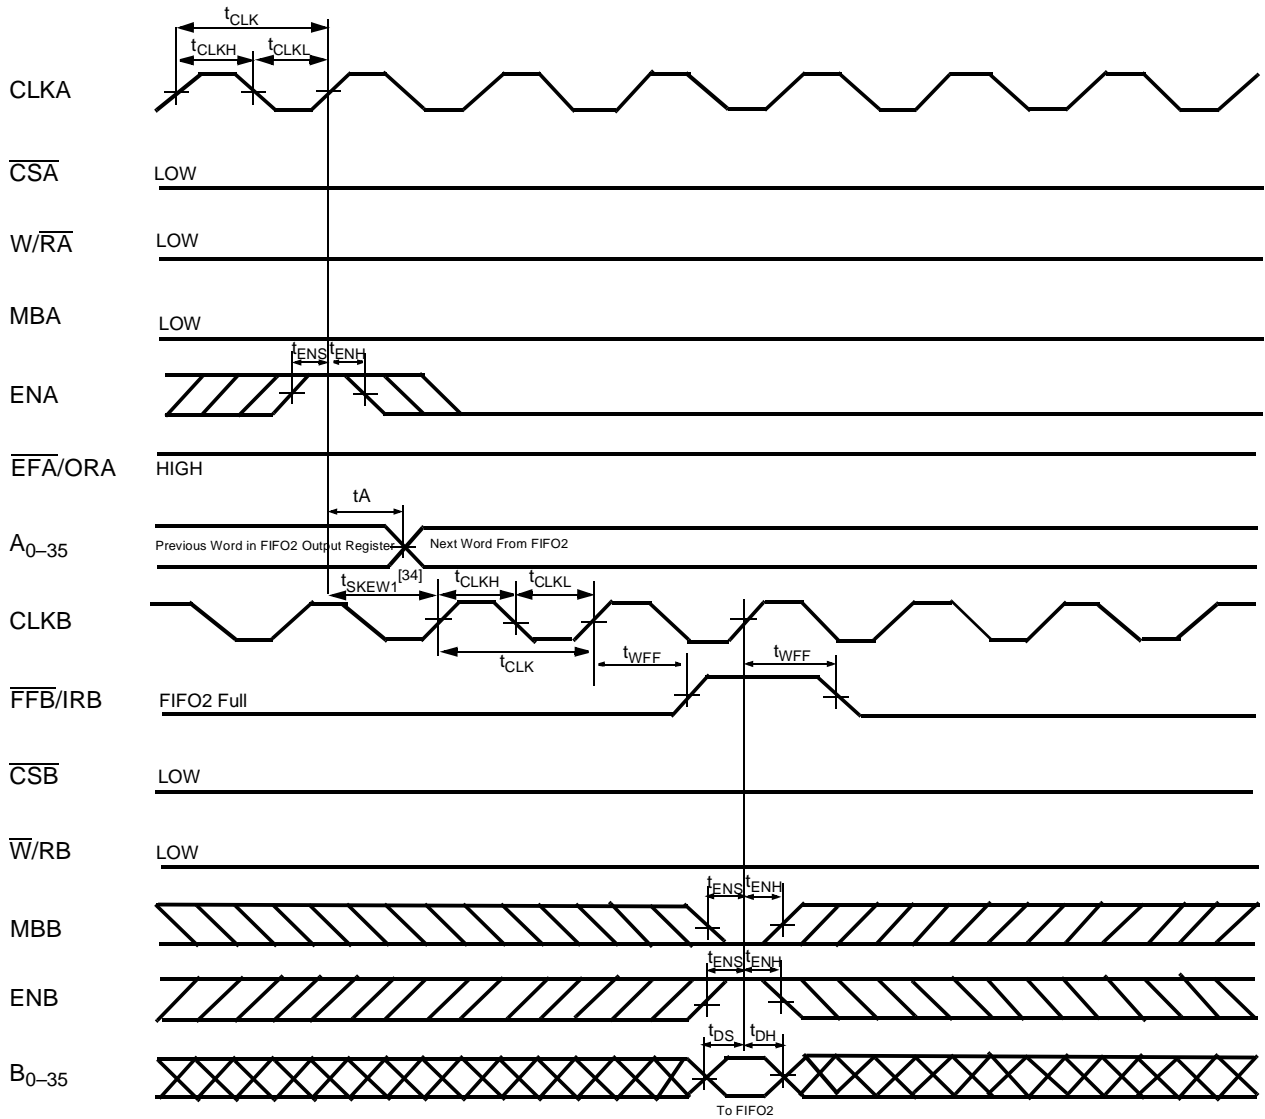 tCLK
tCLKH tCLKL
CLKA
CSA LOW
W/RA LOW
MBA LOW
tENS tENH
ENA
EFA/ORA HIGH
tA
A0–35 Previous Word in FIFO2 Output Register Next Word From FIFO2
tSKEW1[34] tCLKH tCLKL
CLKB
tCLK tWFF tWFF
FFB/IRB FIFO2 Full
CSB LOW
W/RB LOW
tENS tENH
MBB
tENS tENH
ENB
tDS tDH
B0–35
To FIFO2